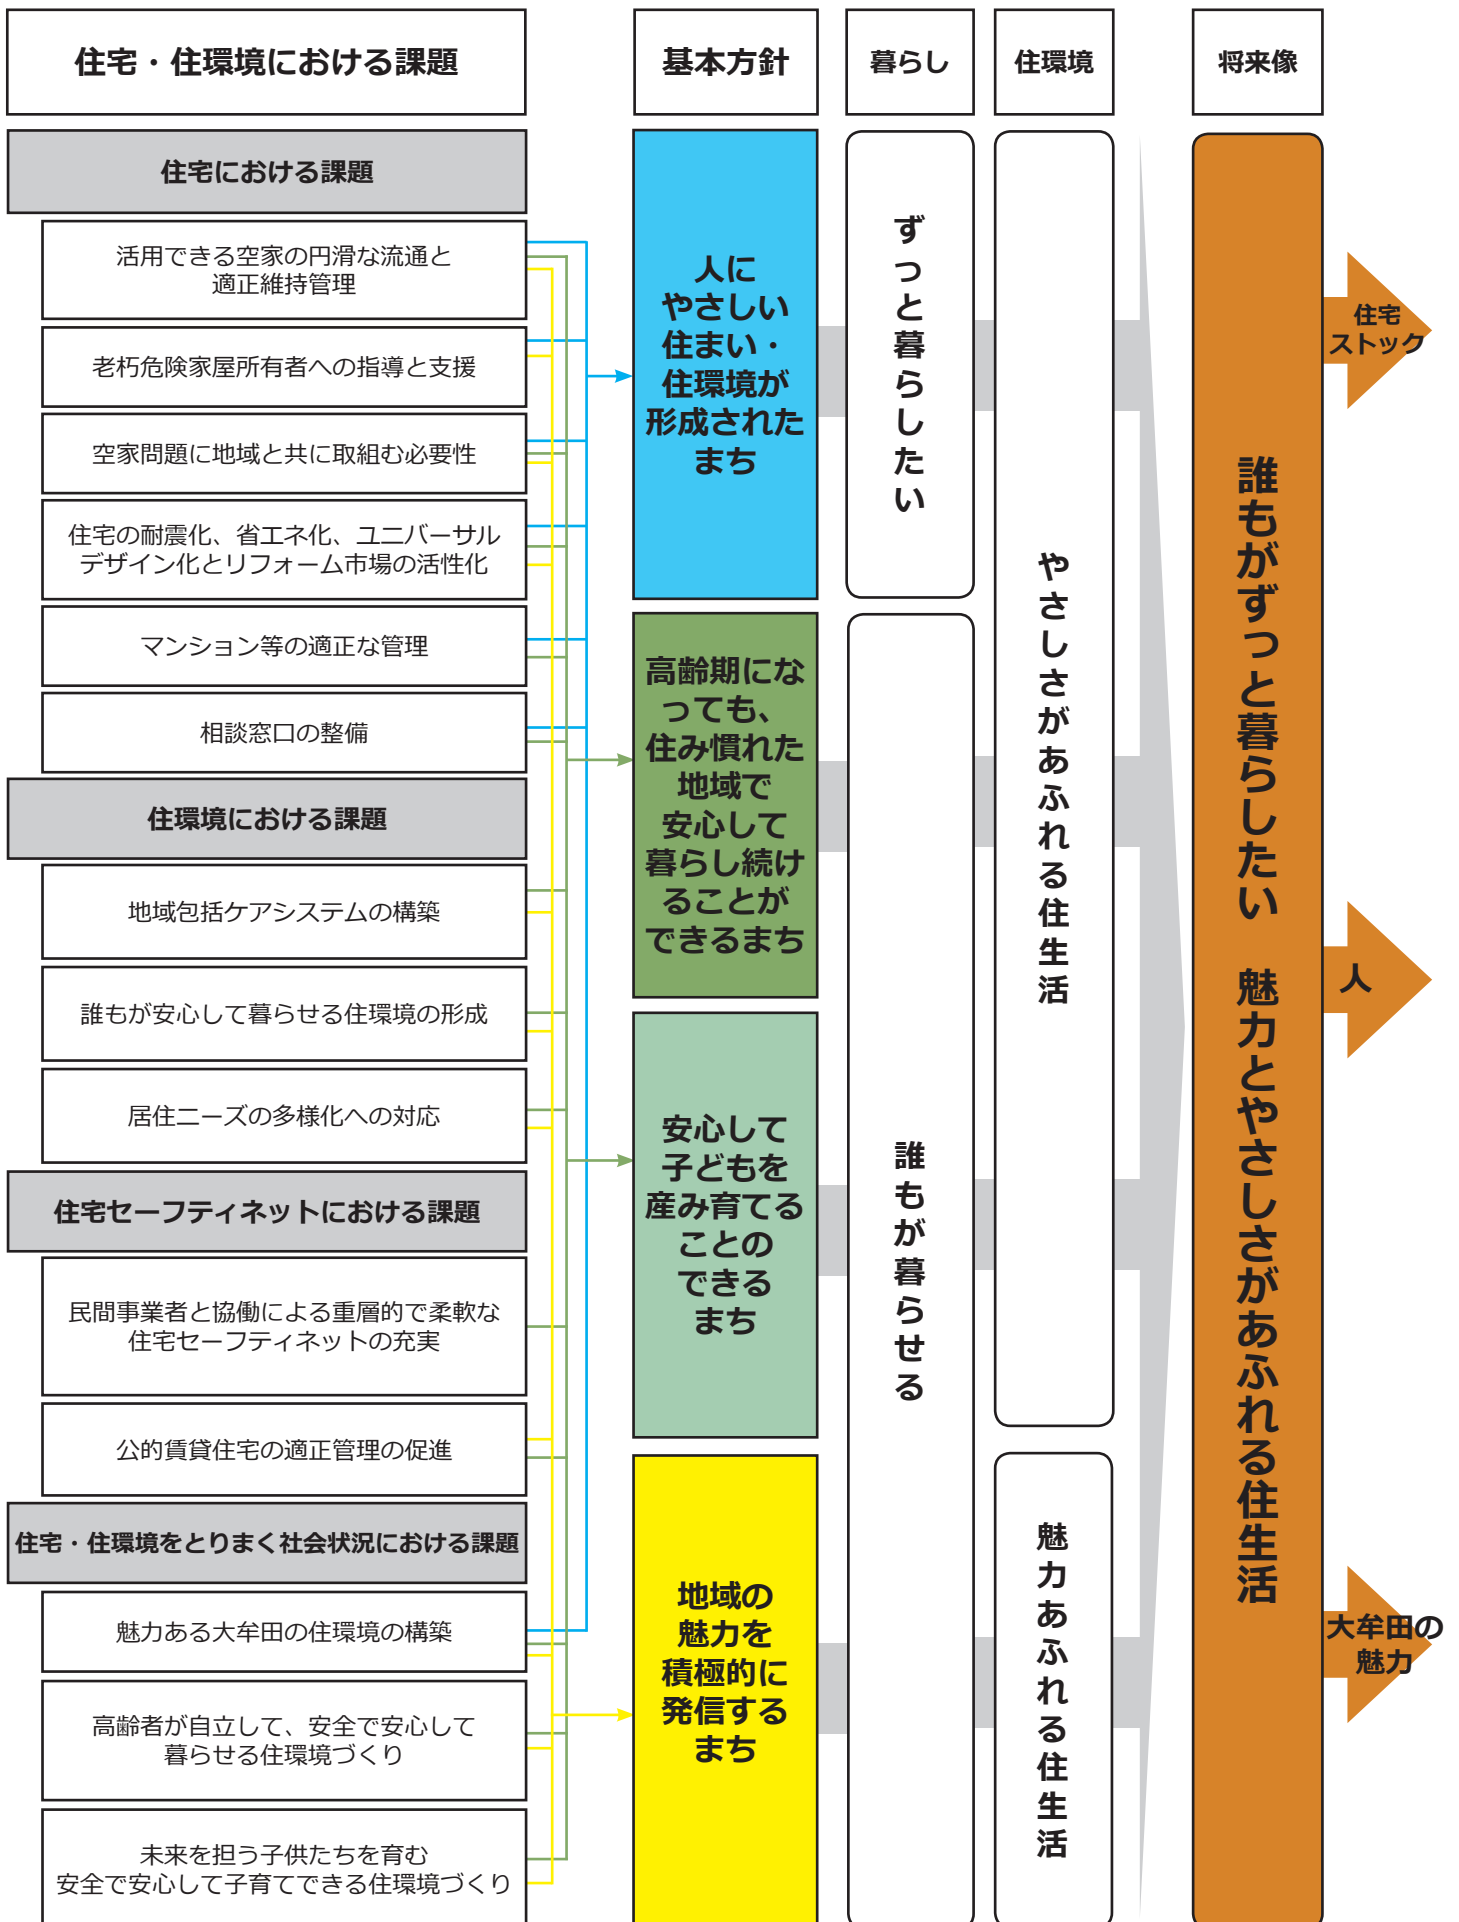 住宅・住環境における課題
基本方針
暮らし
住環境
将来像
住宅における課題
活用できる空家の円滑な流通と
適正維持管理
老朽危険家屋所有者への指導と支援
空家問題に地域と共に取組む必要性
住宅の耐震化、省エネ化、ユニバーサル
デザイン化とリフォーム市場の活性化
マンション等の適正な管理
相談窓口の整備
住環境における課題
地域包括ケアシステムの構築
誰もが安心して暮らせる住環境の形成
居住ニーズの多様化への対応
住宅セーフティネットにおける課題
民間事業者と協働による重層的で柔軟な
住宅セーフティネットの充実
公的賃貸住宅の適正管理の促進
住宅・住環境をとりまく社会状況における課題
魅力ある大牟田の住環境の構築
高齢者が自立して、安全で安心して
暮らせる住環境づくり
未来を担う子供たちを育む
安全で安心して子育てできる住環境づくり
人に
やさしい
住まい・
住環境が
形成された
まち
高齢期にな
っても、
住み慣れた
地域で
安心して
暮らし続け
ることが
できるまち
安心して
子どもを
産み育てる
ことの
できる
まち
地域の
魅力を
積極的に
発信する
まち
ずっと暮らしたい
誰もが暮らせる
やさしさがあふれる住生活
魅力あふれる住生活
誰もがずっと暮らしたい　魅力とやさしさがあふれる住生活
住宅
ストック
人
大牟田の
魅力